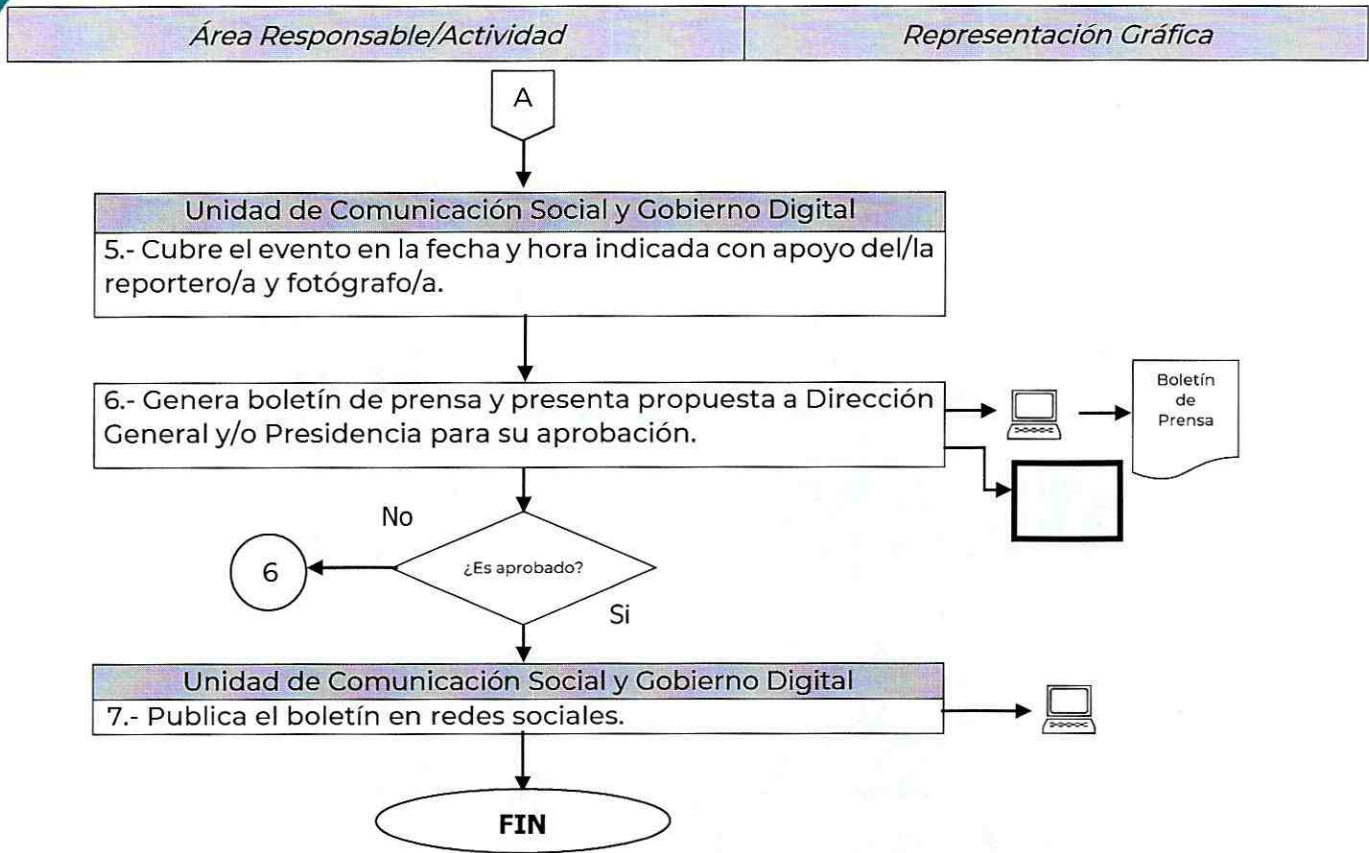 Área Responsable/Actividad
Representación Gráfica
A
Unidad de Comunicación Social y Gobierno Digital
5.- Cubre el evento en la fecha y hora indicada con apoyo del/la
reportero/a y fotógrafo/a.
6.- Genera boletín de prensa y presenta propuesta a Dirección
General y/o Presidencia para su aprobación.
Boletín
de
Prensa
No
6
¿Es aprobado?
Si
Unidad de Comunicación Social y Gobierno Digital
7.- Publica el boletín en redes sociales.
FIN